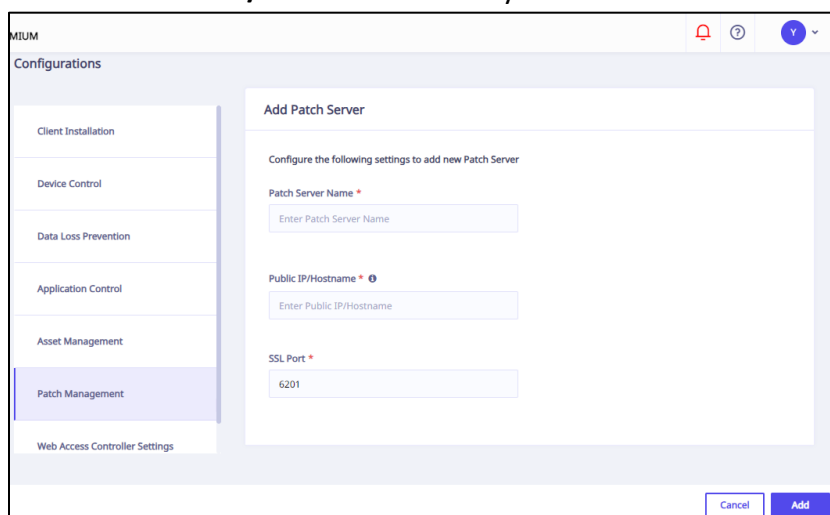 MIUM
Y
Configurations
Client Installation
Device Control
Data Loss Prevention
Application Control
Asset Management
Patch Management
Web Access Controller Settings
Add Patch Server
Configure the following settings to add new Patch Server
Patch Server Name *
Enter Patch Server Name
Public IP/Hostname *
Enter Public IP/Hostname
SSL Port *
6201
Cancel
Add